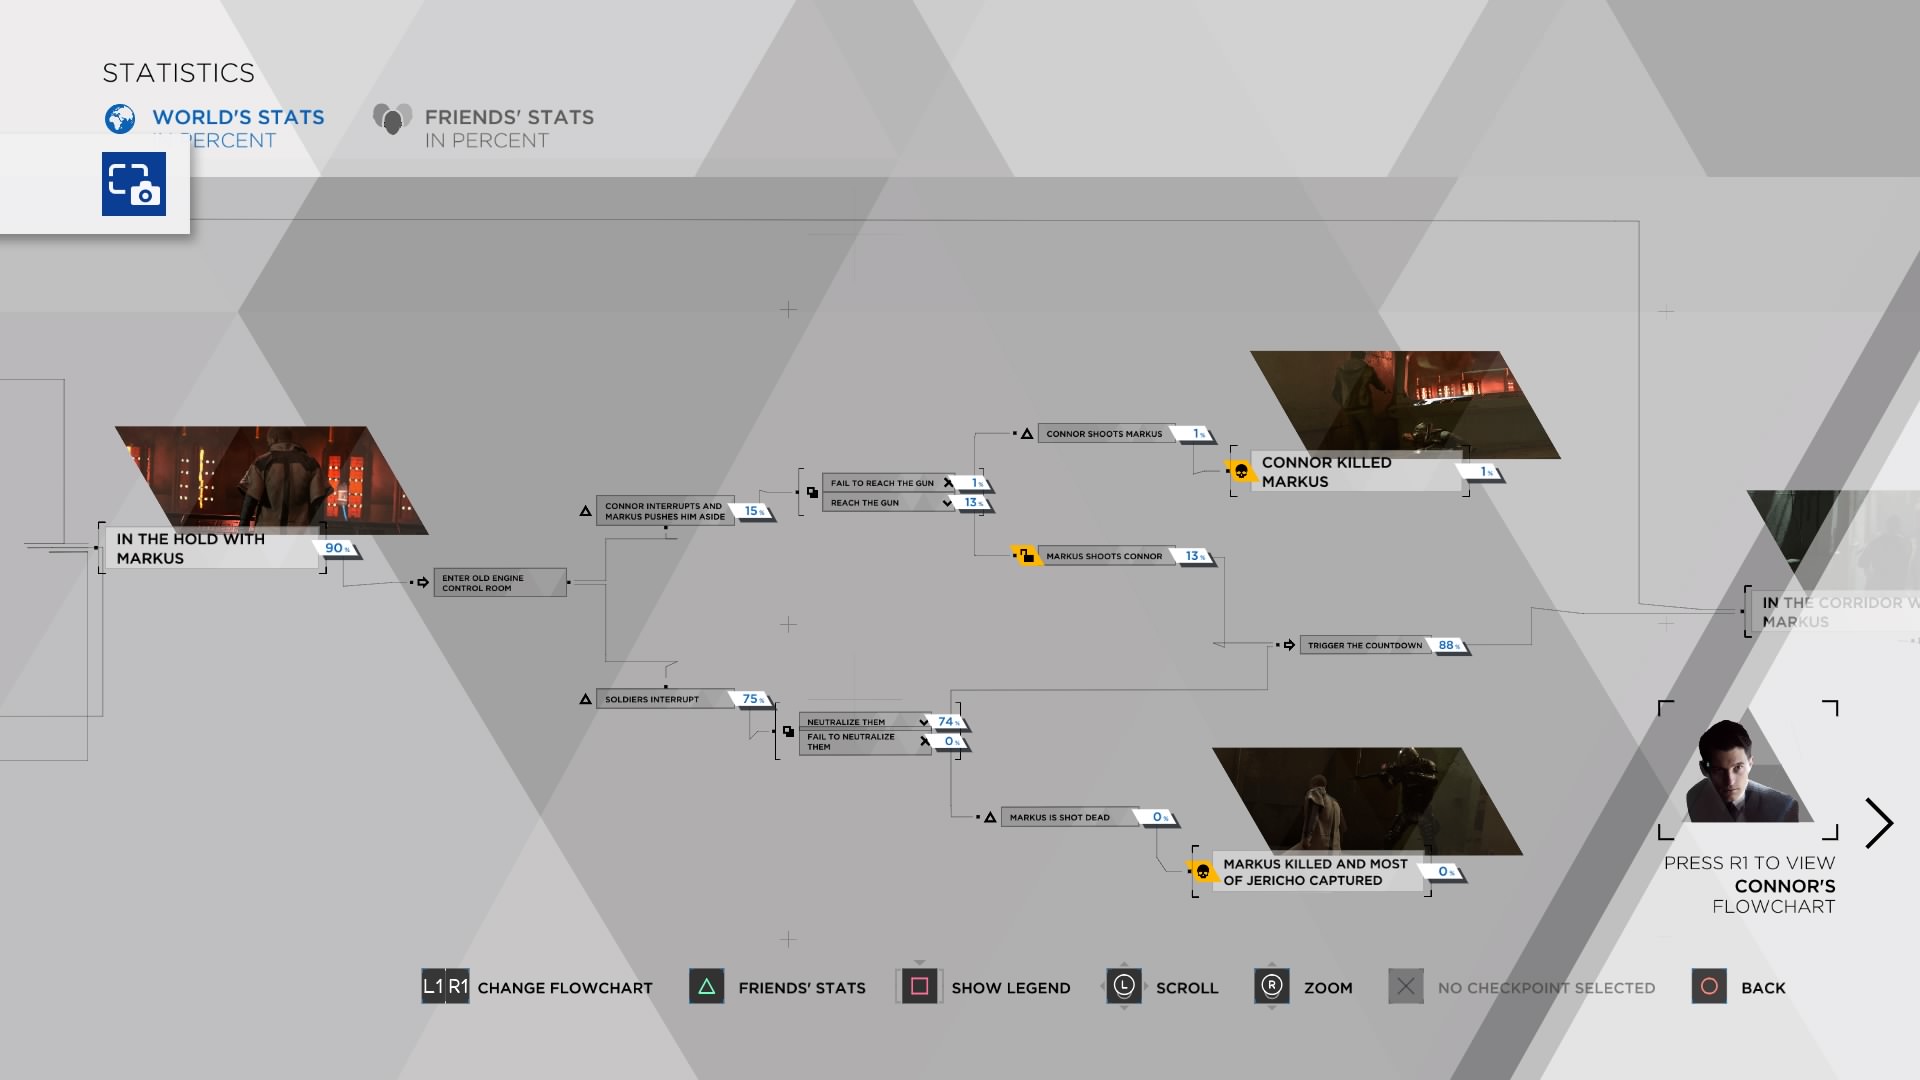 STATISTICS
WORLD'S STATS
PERCENT
FRIENDS' STATS
IN PERCENT
IN THE HOLD WITH
MARKUS
90%
ENTER OLD ENGINE
CONTROL ROOM
CONNOR INTERRUPTS AND
MARKUS PUSHES HIM ASIDE
15%
FAIL TO REACH THE GUN
1%
REACH THE GUN
13%
CONNOR SHOOTS MARKUS
1%
CONNOR KILLED
MARKUS
1%
MARKUS SHOOTS CONNOR
13%
TRIGGER THE COUNTDOWN
88%
SOLDIERS INTERRUPT
75%
NEUTRALIZE THEM
74%
FAIL TO NEUTRALIZE
THEM
0%
MARKUS IS SHOT DEAD
0%
MARKUS KILLED AND MOST
OF JERICHO CAPTURED
0%
IN THE CORRIDOR W
MARKUS
PRESS R1 TO VIEW
CONNOR'S
FLOWCHART
L1 R1 CHANGE FLOWCHART
FRIENDS' STATS
SHOW LEGEND
L SCROLL
R ZOOM
NO CHECKPOINT SELECTED
BACK